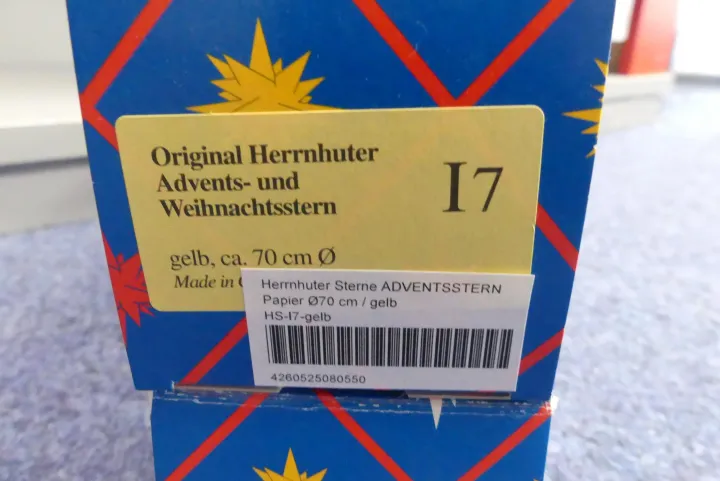 Original Herrnhuter
Advents- und
Weihnachtsstern
I7
gelb, ca. 70 cm Ø
Made in
Herrnhuter Sterne ADVENTSSTERN
Papier Ø70 cm / gelb
HS-I7-gelb
4260525080550